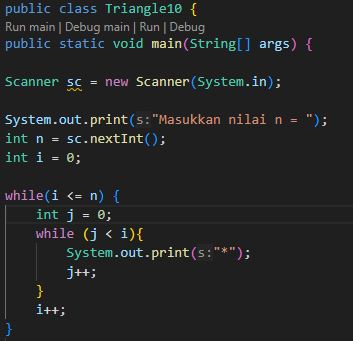 public class Triangle10 {
Run main | Debug main | Run | Debug
public static void main(String[] args) {
Scanner sc = new Scanner(System.in);
System.out.print(s:"Masukkan nilai n = ");
int n = sc.nextInt();
int i = 0;
while(i <= n) {
int j = 0;
while (j < i){
System.out.print(s:"*");
j++;
}
i++;
}